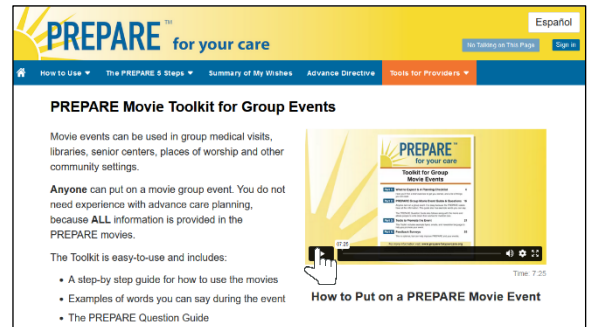 Español
PREPARE™ for your care
No Talking on This Page
Sign in
How to Use
The PREPARE 5 Steps
Summary of My Wishes
Advance Directive
Tools for Providers
PREPARE Movie Toolkit for Group Events
Movie events can be used in group medical visits,
libraries, senior centers, places of worship and other
community settings.
Anyone can put on a movie group event. You do not
need experience with advance care planning,
because ALL information is provided in the
PREPARE movies.
The Toolkit is easy-to-use and includes:
• A step-by step guide for how to use the movies
• Examples of words you can say during the event
• The PREPARE Question Guide
PREPARE™
for your care
Toolkit for Group
Movie Events
07:25
Time: 7:25
How to Put on a PREPARE Movie Event